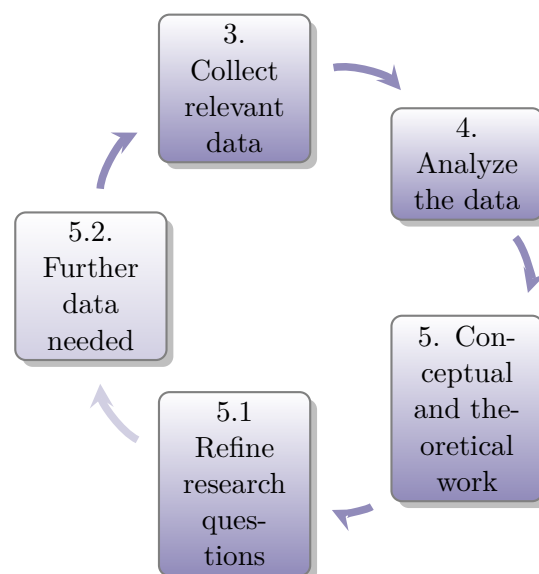 3.
Collect
relevant
data
4.
Analyze
the data
5. Con-
ceptual
and the-
oretical
work
5.1
Refine
research
ques-
tions
5.2.
Further
data
needed